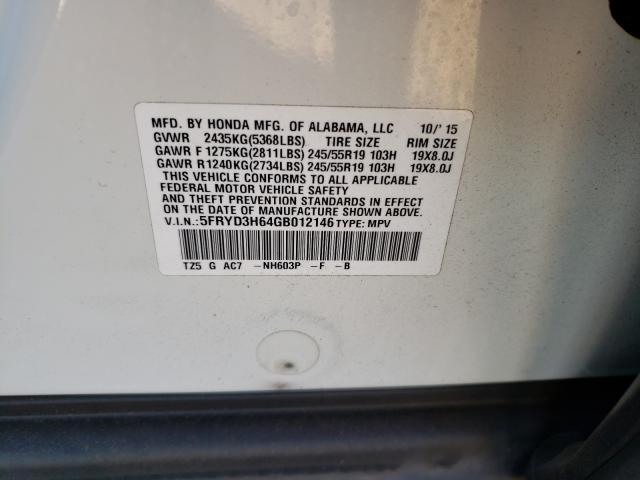 MFD. BY HONDA MFG. OF ALABAMA, LLC 10/'15
GVWR 2435KG(5368LBS) TIRE SIZE RIM SIZE
GAWR F 1275KG(2811LBS) 245/55R19 103H 19X8.0J
GAWR R1240KG(2734LBS) 245/55R19 103H 19X8.0J
THIS VEHICLE CONFORMS TO ALL APPLICABLE
FEDERAL MOTOR VEHICLE SAFETY
AND THEFT PREVENTION STANDARDS IN EFFECT
ON THE DATE OF MANUFACTURE SHOWN ABOVE.
V.I.N.:5FRYD3H64GB012146 TYPE: MPV
TZ5 G AC7 -NH603P -F -B